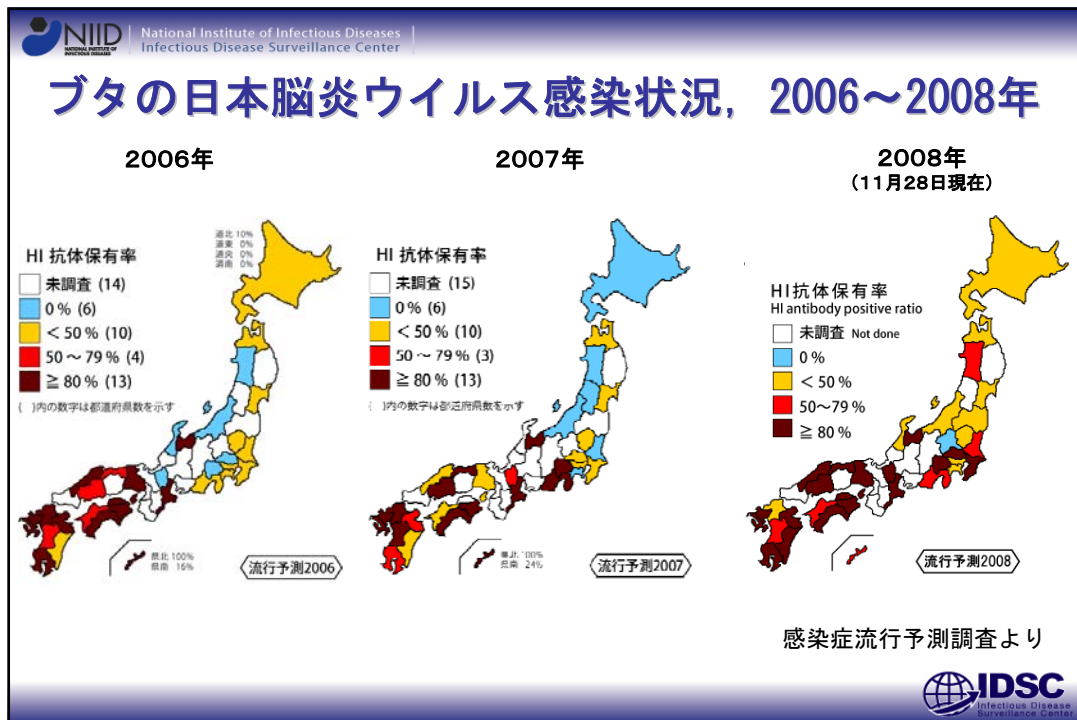 NIID
NATIONAL INSTITUTE OF
INFECTIOUS DISEASES
National Institute of Infectious Diseases
Infectious Disease Surveillance Center
ブタの日本脳炎ウイルス感染状況, 2006～2008年
2006年
HI 抗体保有率
未調査 (14)
0 % (6)
＜50 % (10)
50～79 % (4)
≧ 80 % (13)
( )内の数字は都道府県数を示す
道北 10%
道東 0%
道央 0%
道南 0%
県北 100%
県南 16%
流行予測2006
2007年
HI 抗体保有率
未調査 (15)
0 % (6)
＜50 % (10)
50～79 % (3)
≧ 80 % (13)
( )内の数字は都道府県数を示す
県北 100%
県南 24%
流行予測2007
2008年
（11月28日現在）
HI抗体保有率
HI antibody positive ratio
未調査 Not done
0 %
＜50 %
50～79 %
≧ 80 %
流行予測2008
感染症流行予測調査より
IDSC
Infectious Disease
Surveillance Center